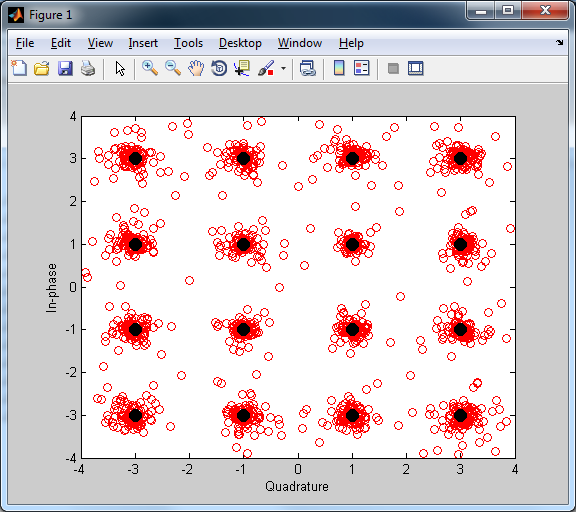 Figure 1
File Edit View Insert Tools Desktop Window Help
4
3
2
1
0
-1
-2
-3
-4
In-phase
-4 -3 -2 -1 0 1 2 3 4
Quadrature